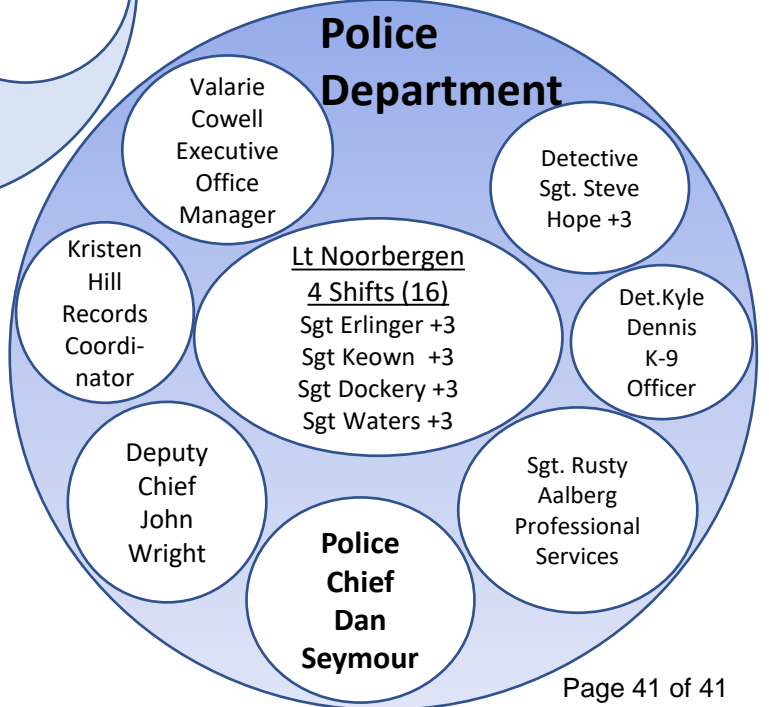 Police
Department
Valarie
Cowell
Executive
Office
Manager
Detective
Sgt. Steve
Hope +3
Kristen
Hill
Records
Coordi-
nator
Lt Noorbergen
4 Shifts (16)
Sgt Erlinger +3
Sgt Keown +3
Sgt Dockery +3
Sgt Waters +3
Det.Kyle
Dennis
K-9
Officer
Deputy
Chief
John
Wright
Police
Chief
Dan
Seymour
Sgt. Rusty
Aalberg
Professional
Services
Page 41 of 41